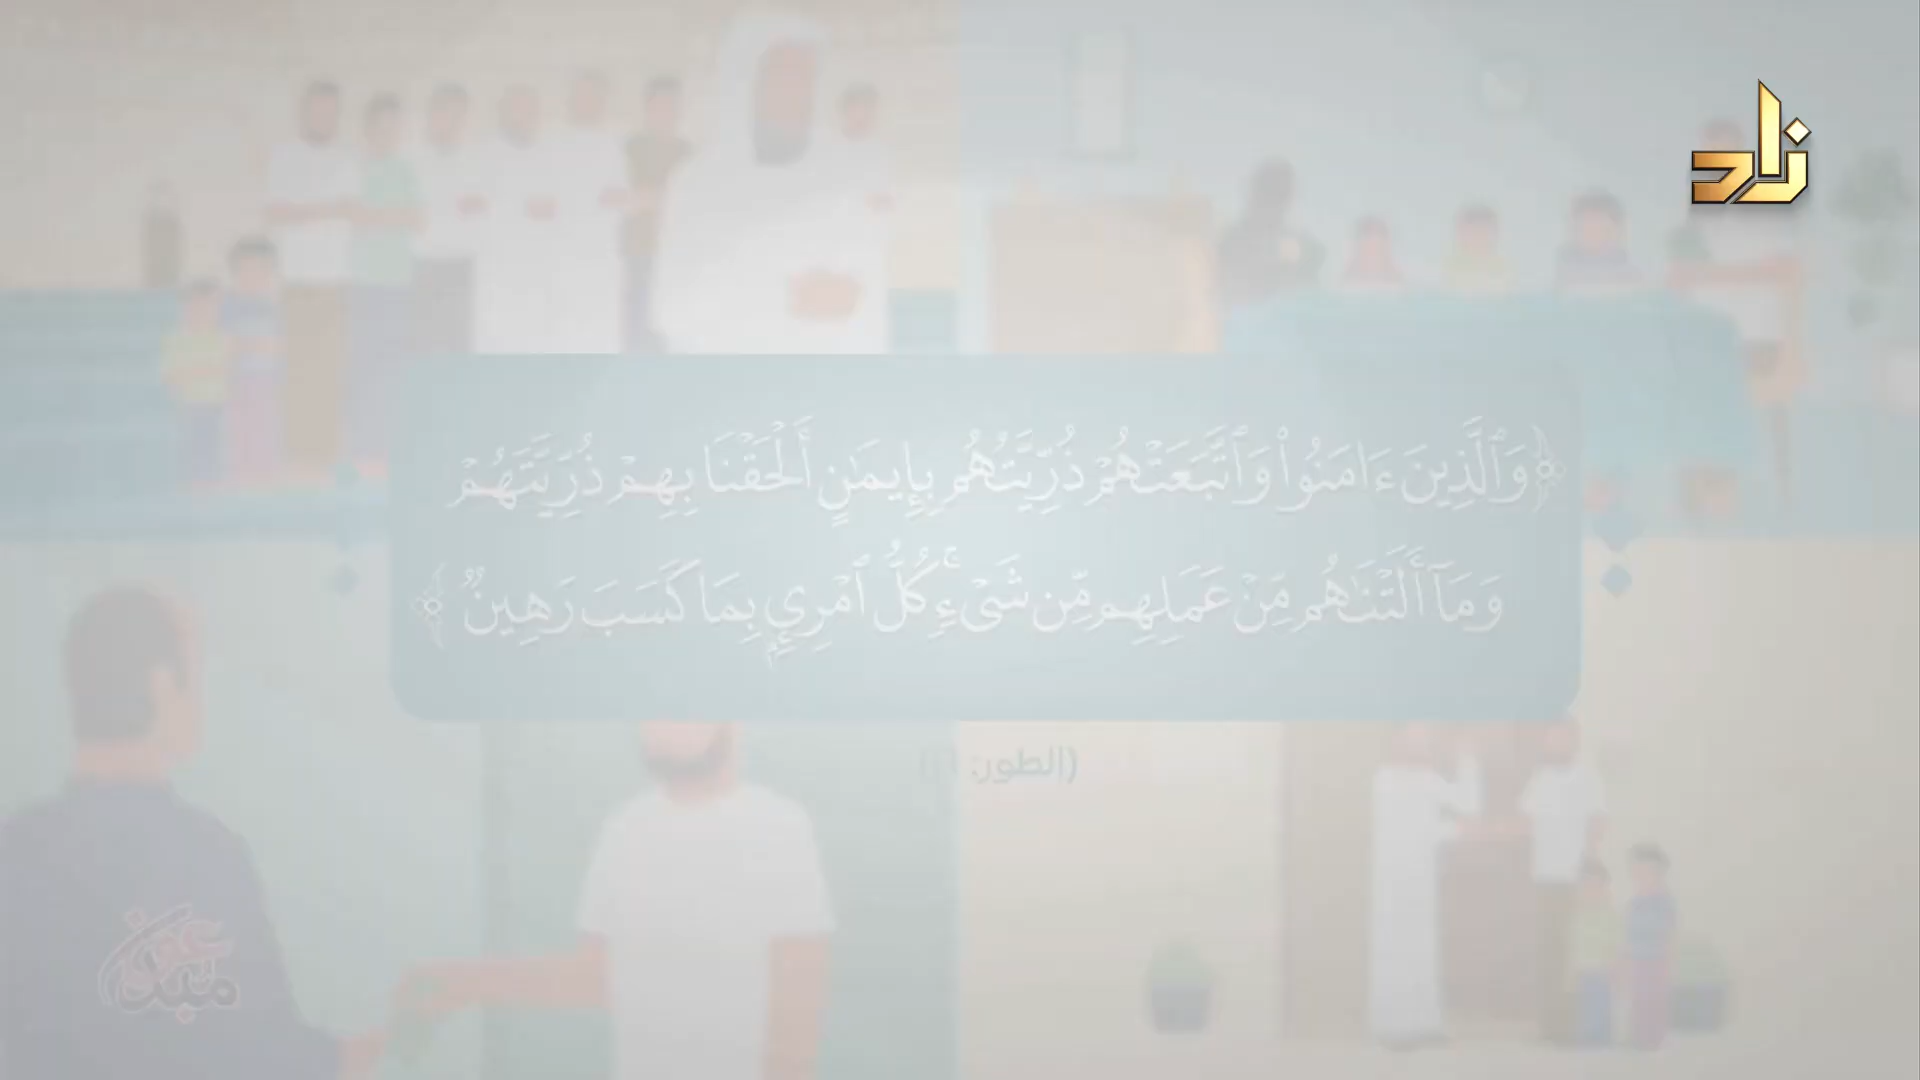 زاد
﴿وَٱلَّذِينَ ءَامَنُوا۟ وَٱتَّبَعَتْهُمْ ذُرِّيَّتُهُم بِإِيمَـٰنٍ أَلْحَقْنَا بِهِمْ ذُرِّيَّتَهُمْ
وَمَآ أَلَتْنَـٰهُم مِّنْ عَمَلِهِم مِّن شَىْءٍۢ ۚ كُلُّ ٱمْرِئٍۭ بِمَا كَسَبَ رَهِينٌ﴾
(الطور: